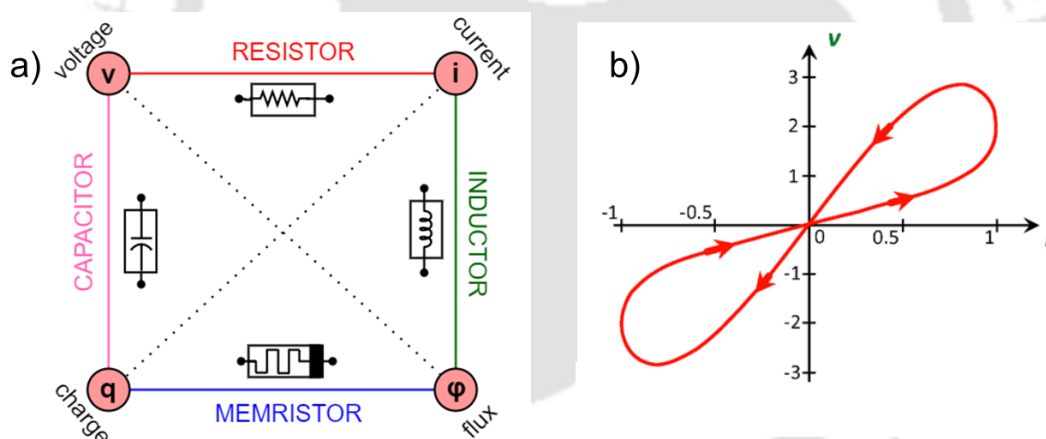 a)
voltage
current
RESISTOR
v
i
CAPACITOR
INDUCTOR
q
φ
MEMRISTOR
charge
flux
b)
v
3
2
1
-1
-0.5
0
0.5
1
-1
-2
-3